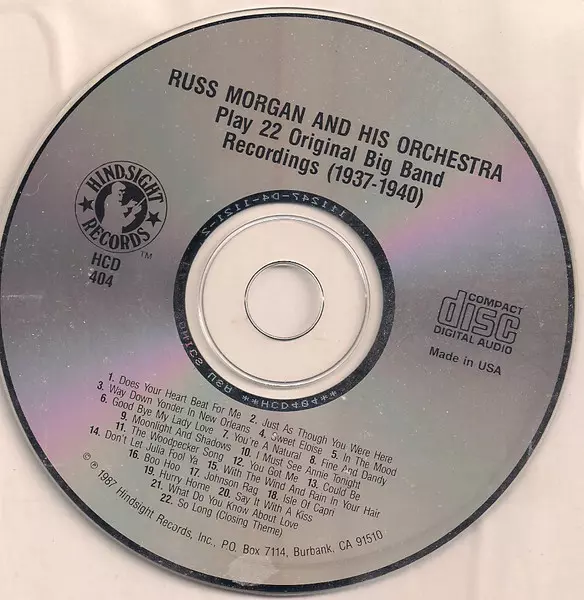 RUSS MORGAN AND HIS ORCHESTRA
Play 22 Original Big Band
Recordings (1937-1940)
HINDSIGHT
RECORDS
TM
HCD
404
COMPACT
disc
DIGITAL AUDIO
Made in USA
1. Does Your Heart Beat For Me 2. Just As Though You Were Here
3. Way Down Yonder In New Orleans 4. Sweet Eloise 5. In The Mood
6. Good Bye My Lady Love 7. You're A Natural 8. Fine And Dandy
9. Moonlight And Shadows 10. I Must See Annie Tonight
11. The Woodpecker Song 12. You Got Me 13. Could Be
14. Don't Let Julia Fool Ya 15. With The Wind And Rain In Your Hair
16. Boo Hoo 17. Johnson Rag 18. Isle Of Capri
19. Hurry Home 20. Say It With A Kiss
21. What Do You Know About Love
22. So Long (Closing Theme)
© ℗ 1987 Hindsight Records, Inc., P.O. Box 7114, Burbank, CA 91510
111247-D4-1121-2
**HCD404**